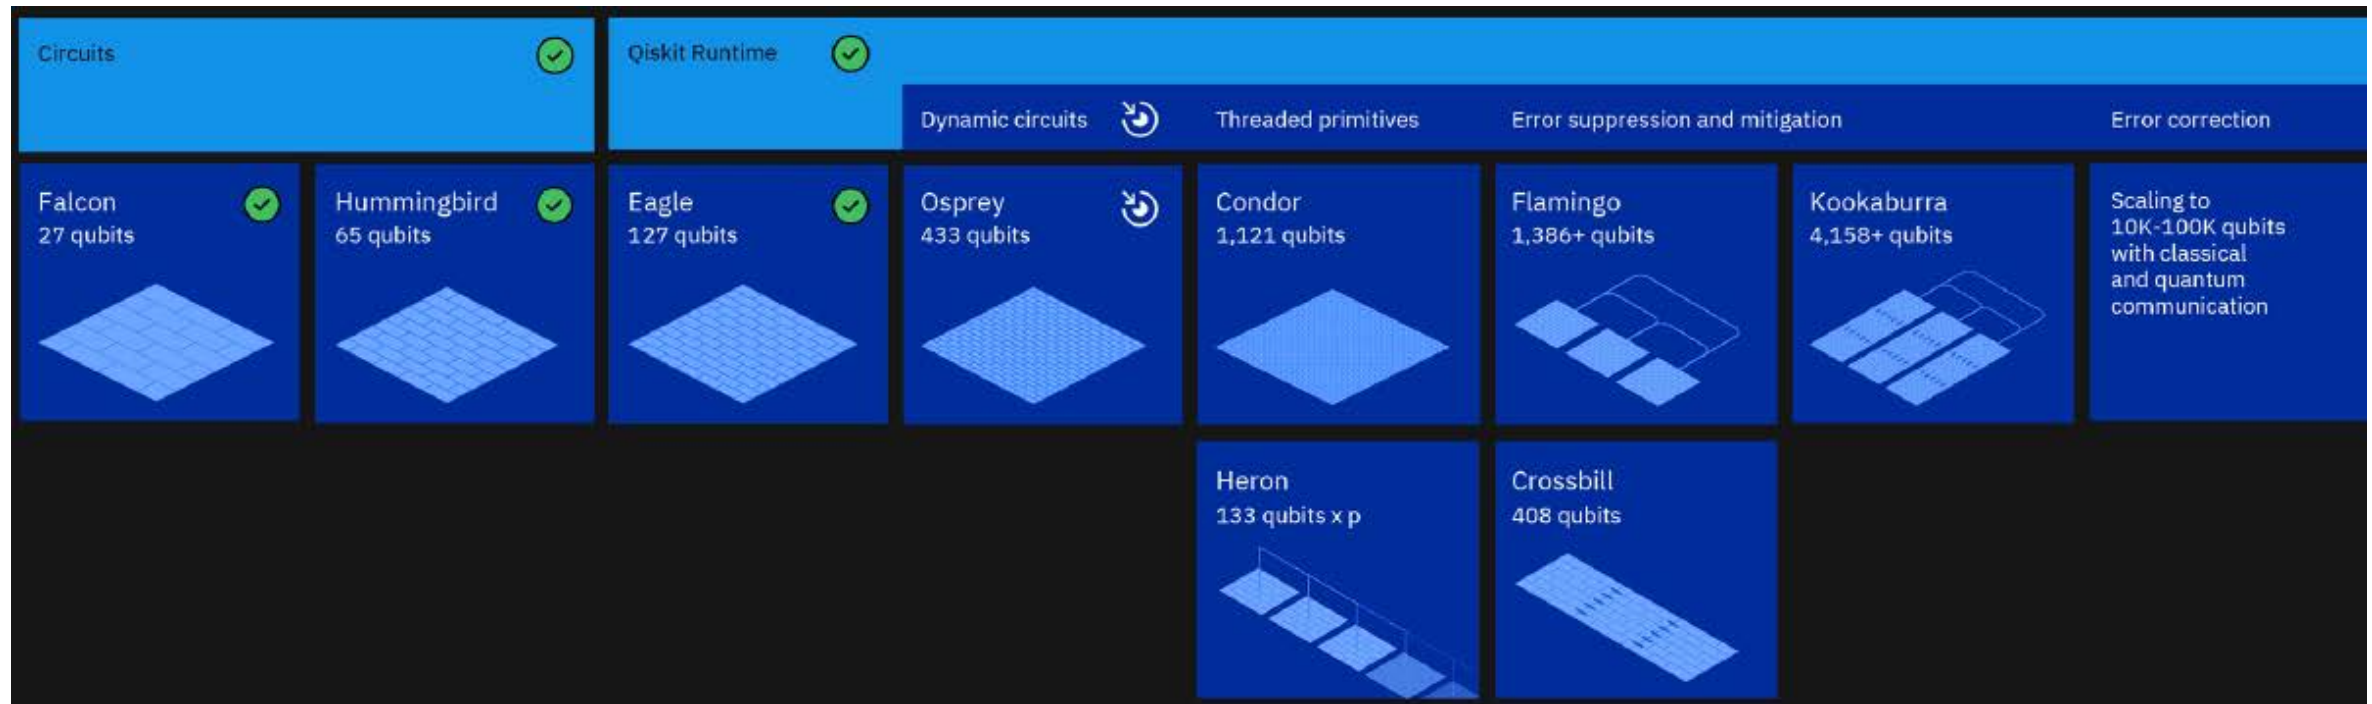 Circuits
Qiskit Runtime
Dynamic circuits
Threaded primitives
Error suppression and mitigation
Error correction
Falcon
27 qubits
Hummingbird
65 qubits
Eagle
127 qubits
Osprey
433 qubits
Condor
1,121 qubits
Flamingo
1,386+ qubits
Kookaburra
4,158+ qubits
Scaling to
10K-100K qubits
with classical
and quantum
communication
Heron
133 qubits x p
Crossbill
408 qubits